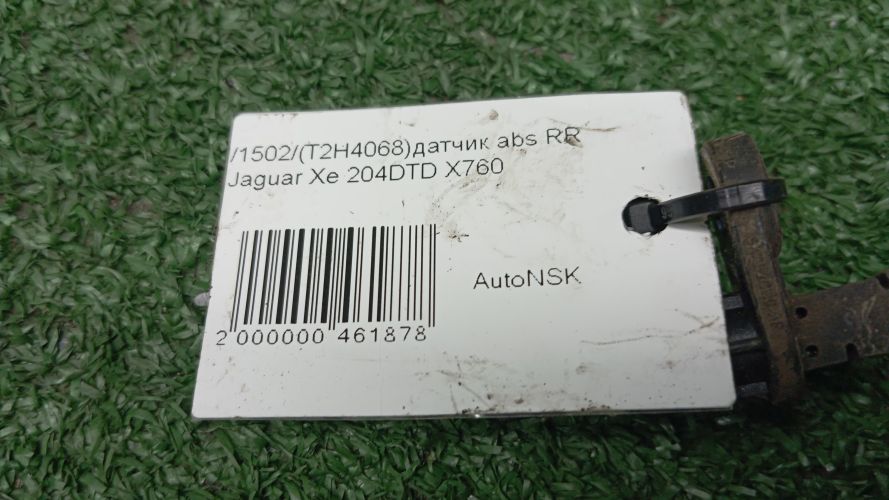 /1502/(T2H4068)датчик abs RR
Jaguar Xe 204DTD X760
AutoNSK
2 000000 461878